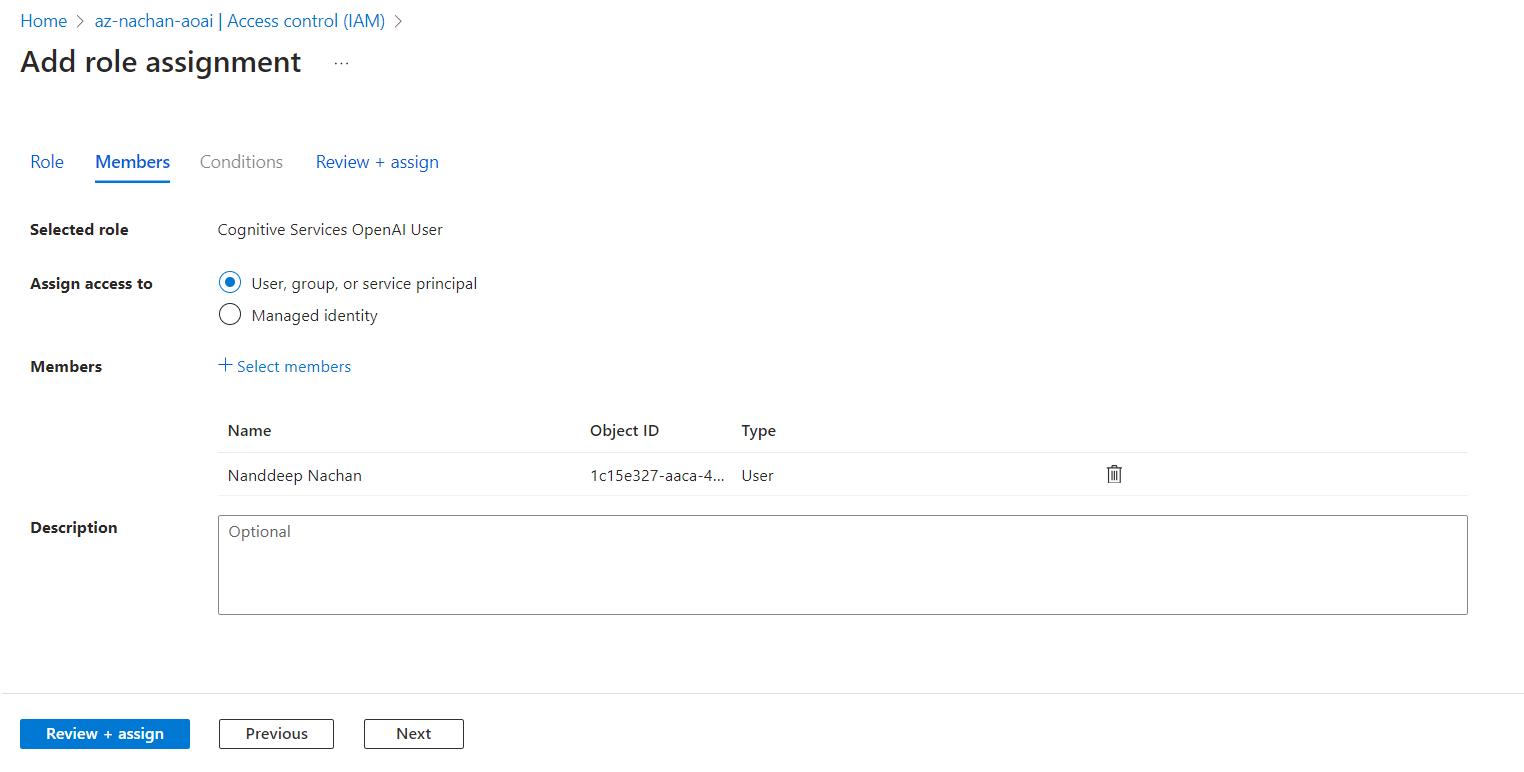 Home > az-nachan-aoai | Access control (IAM) >
Add role assignment ...
Role Members Conditions Review + assign
Selected role Cognitive Services OpenAI User
Assign access to User, group, or service principal
Managed identity
Members + Select members
Name Object ID Type
Nanddeep Nachan 1c15e327-aaca-4... User
Description Optional
Review + assign Previous Next